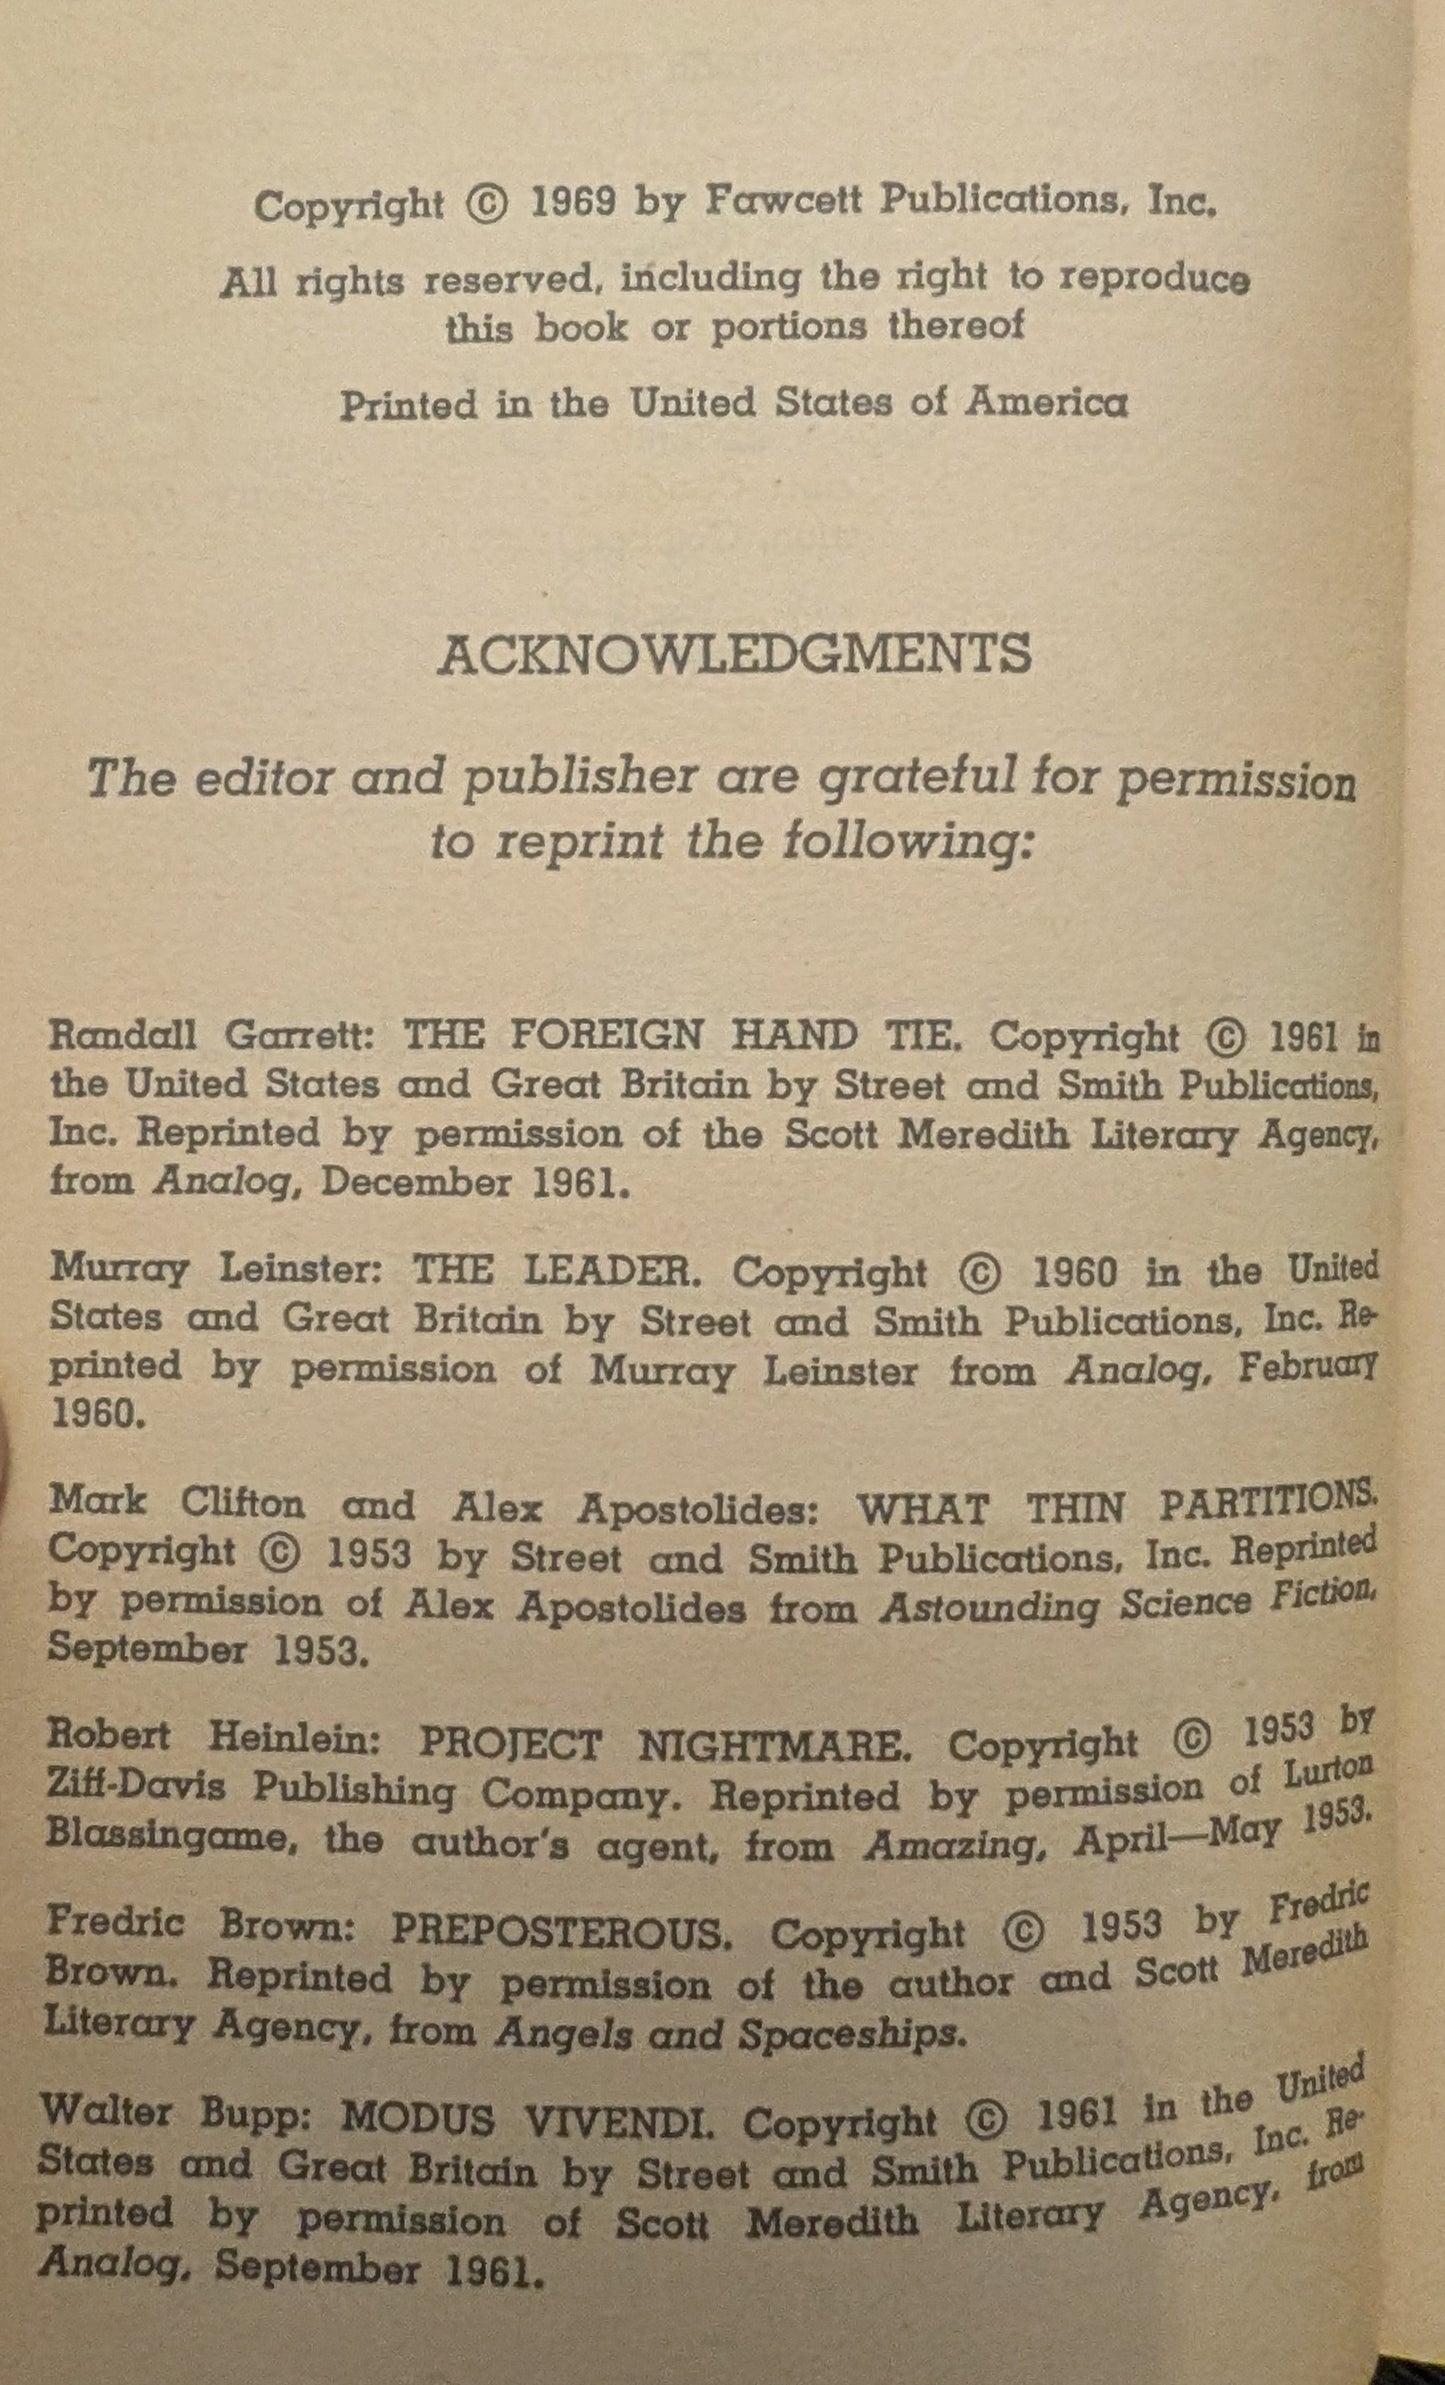 Copyright © 1969 by Fawcett Publications, Inc.
All rights reserved, including the right to reproduce
this book or portions thereof
Printed in the United States of America
ACKNOWLEDGMENTS
The editor and publisher are grateful for permission
to reprint the following:
Randall Garrett: THE FOREIGN HAND TIE. Copyright © 1961 in
the United States and Great Britain by Street and Smith Publications,
Inc. Reprinted by permission of the Scott Meredith Literary Agency,
from Analog, December 1961.
Murray Leinster: THE LEADER. Copyright © 1960 in the United
States and Great Britain by Street and Smith Publications, Inc. Re-
printed by permission of Murray Leinster from Analog, February
1960.
Mark Clifton and Alex Apostolides: WHAT THIN PARTITIONS.
Copyright © 1953 by Street and Smith Publications, Inc. Reprinted
by permission of Alex Apostolides from Astounding Science Fiction,
September 1953.
Robert Heinlein: PROJECT NIGHTMARE. Copyright © 1953 by
Ziff-Davis Publishing Company. Reprinted by permission of Lurton
Blassingame, the author's agent, from Amazing, April—May 1953.
Fredric Brown: PREPOSTEROUS. Copyright © 1953 by Fredric
Brown. Reprinted by permission of the author and Scott Meredith
Literary Agency, from Angels and Spaceships.
Walter Bupp: MODUS VIVENDI. Copyright © 1961 in the United
States and Great Britain by Street and Smith Publications, Inc. Re-
printed by permission of Scott Meredith Literary Agency, from
Analog, September 1961.